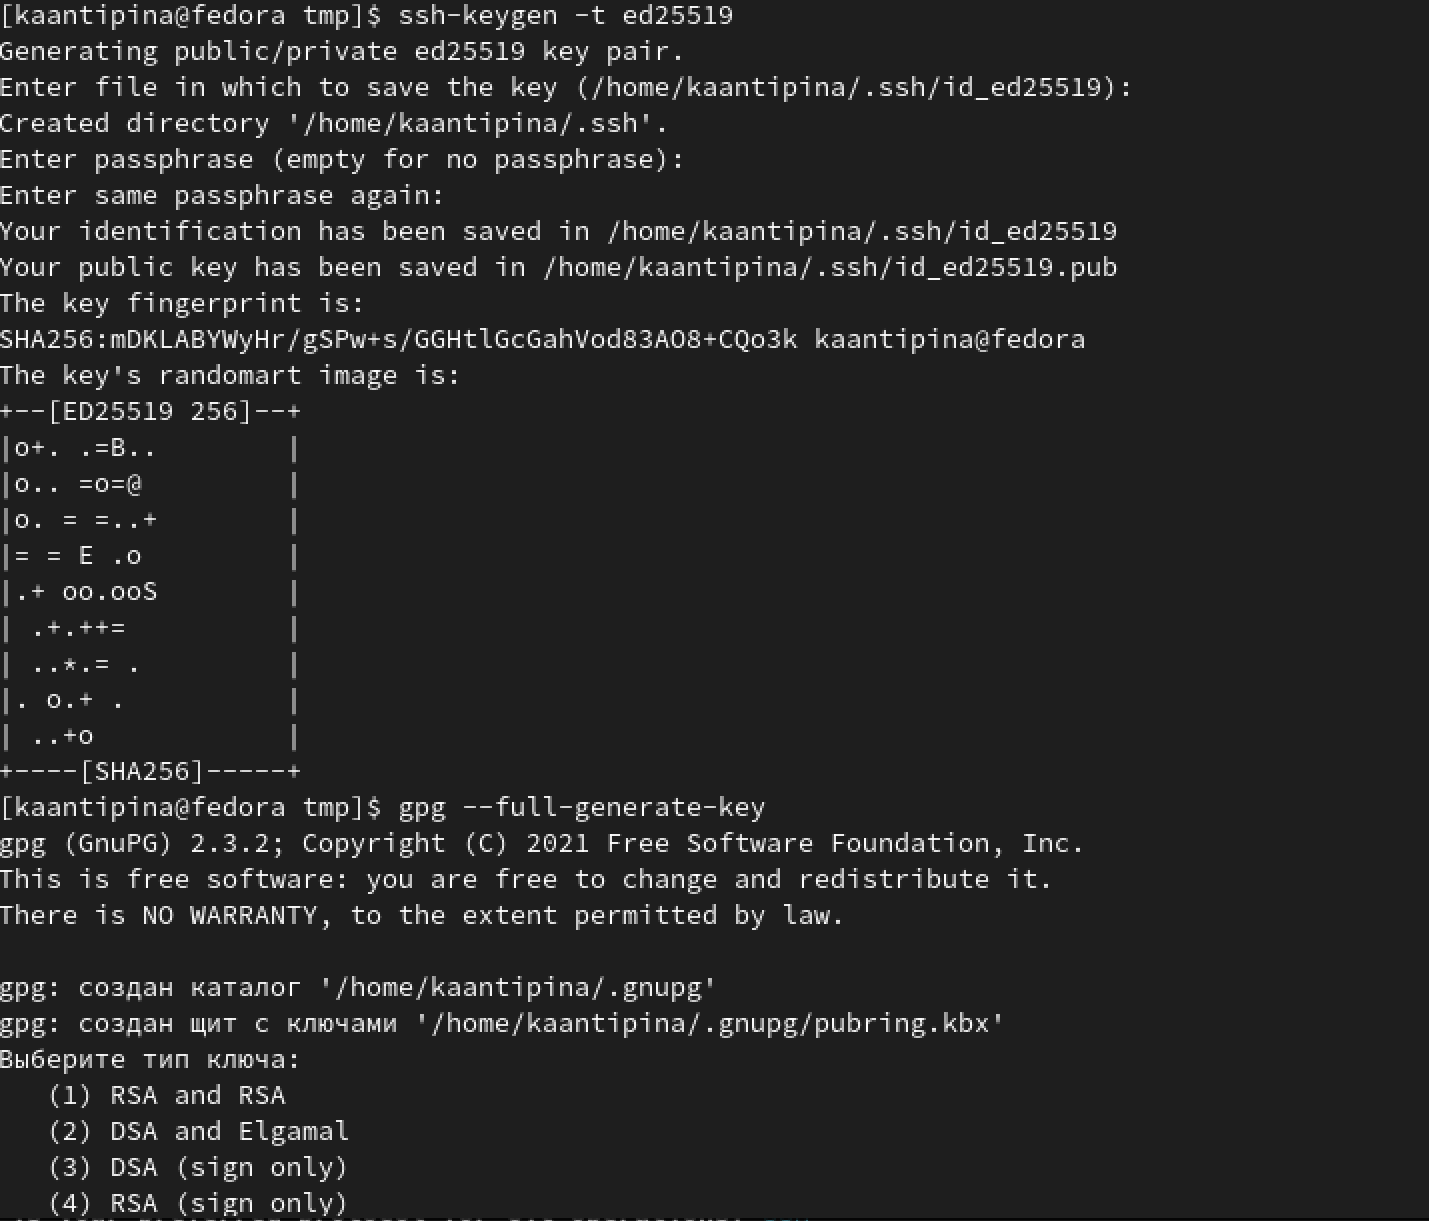 [kaantipina@fedora tmp]$ ssh-keygen -t ed25519
Generating public/private ed25519 key pair.
Enter file in which to save the key (/home/kaantipina/.ssh/id_ed25519):
Created directory '/home/kaantipina/.ssh'.
Enter passphrase (empty for no passphrase):
Enter same passphrase again:
Your identification has been saved in /home/kaantipina/.ssh/id_ed25519
Your public key has been saved in /home/kaantipina/.ssh/id_ed25519.pub
The key fingerprint is:
SHA256:mDKLABYWyHr/gSPw+s/GGHtlGcGahVod83AO8+CQo3k kaantipina@fedora
The key's randomart image is:
+--[ED25519 256]--+
|o+. .=B..        |
|o.. =o=@         |
|o. = =..+        |
|= = E .o         |
|.+ oo.ooS        |
| .+.++=          |
| ..*.= .         |
|. o.+ .          |
| ..+o            |
+----[SHA256]-----+
[kaantipina@fedora tmp]$ gpg --full-generate-key
gpg (GnuPG) 2.3.2; Copyright (C) 2021 Free Software Foundation, Inc.
This is free software: you are free to change and redistribute it.
There is NO WARRANTY, to the extent permitted by law.
gpg: создан каталог '/home/kaantipina/.gnupg'
gpg: создан щит с ключами '/home/kaantipina/.gnupg/pubring.kbx'
Выберите тип ключа:
(1) RSA and RSA
(2) DSA and Elgamal
(3) DSA (sign only)
(4) RSA (sign only)